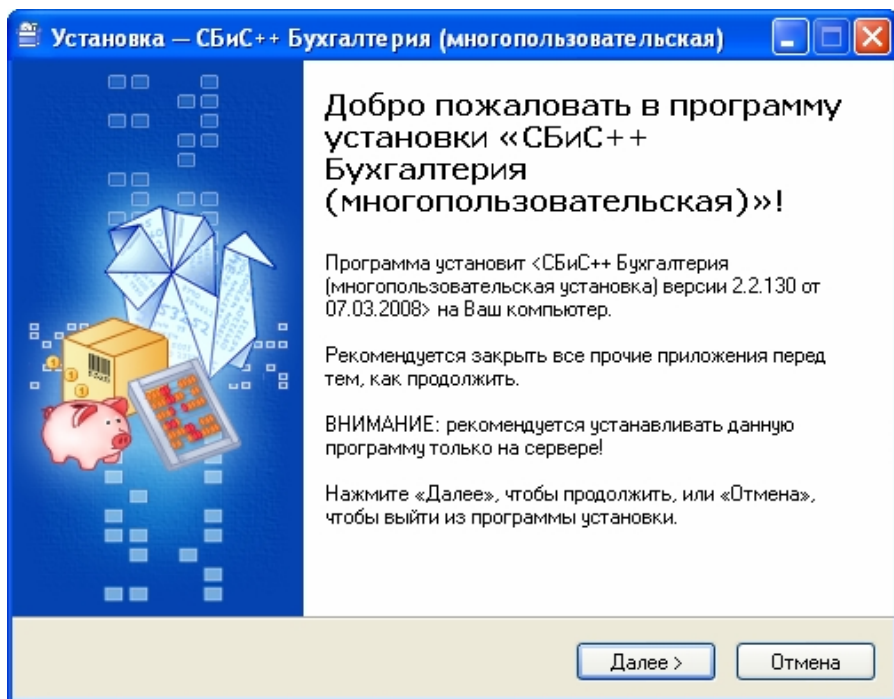 Установка — СБиС++ Бухгалтерия (многопользовательская)
Добро пожаловать в программу
установки «СБиС++
Бухгалтерия
(многопользовательская)»!
Программа установит <СБиС++ Бухгалтерия
(многопользовательская установка) версии 2.2.130 от
07.03.2008> на Ваш компьютер.
Рекомендуется закрыть все прочие приложения перед
тем, как продолжить.
ВНИМАНИЕ: рекомендуется устанавливать данную
программу только на сервере!
Нажмите «Далее», чтобы продолжить, или «Отмена»,
чтобы выйти из программы установки.
Далее >
Отмена